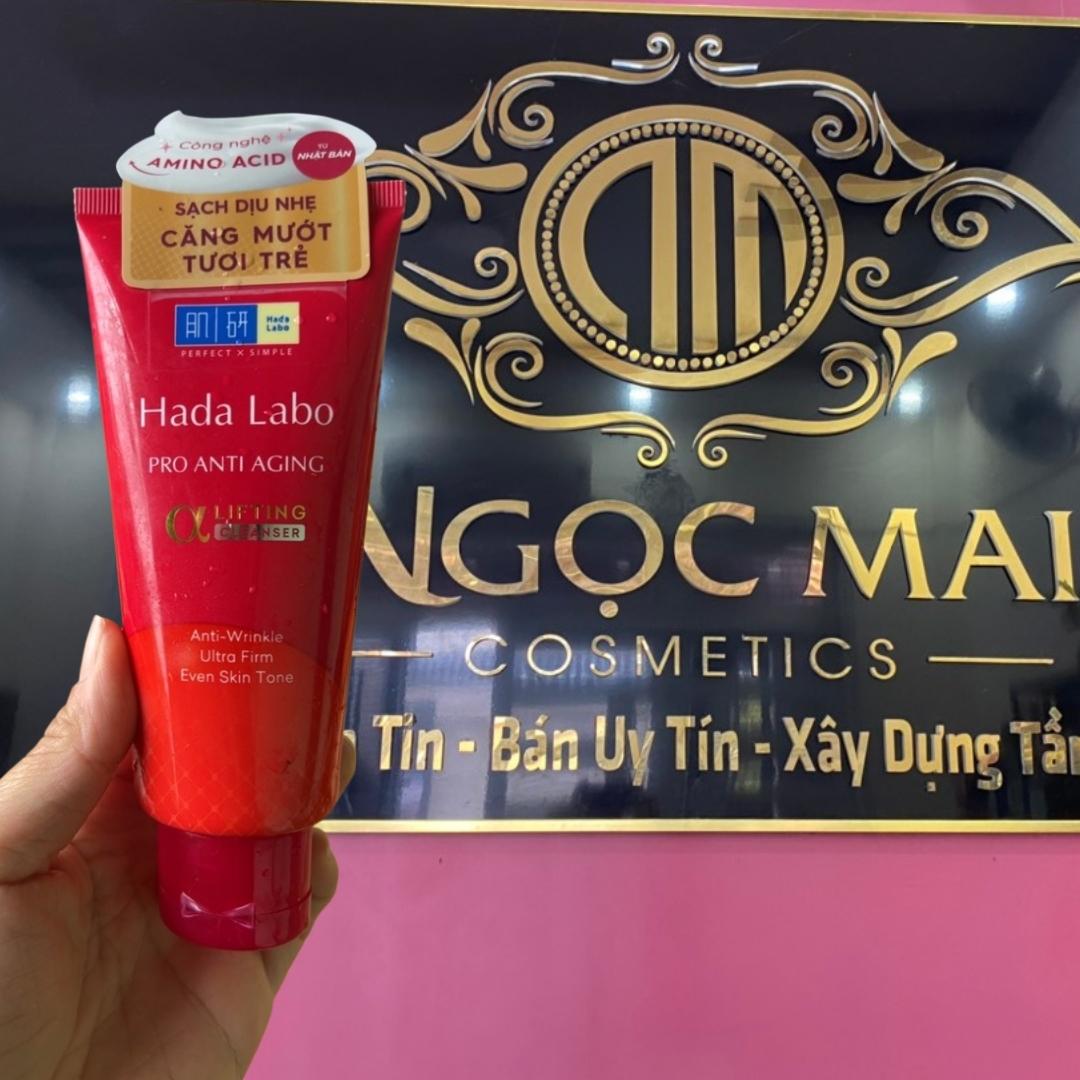 Công nghệ
AMINO ACID
TỪ
NHẬT BẢN
SẠCH DỊU NHẸ
CĂNG MƯỚT
TƯƠI TRẺ
肌研
Hada
Labo
PERFECT × SIMPLE
Hada Labo
PRO ANTI AGING
α LIFTING
CLEANSER
Anti-Wrinkle
Ultra Firm
Even Skin Tone
NM
NGỌC MAI
COSMETICS
Tín - Bán Uy Tín - Xây Dựng